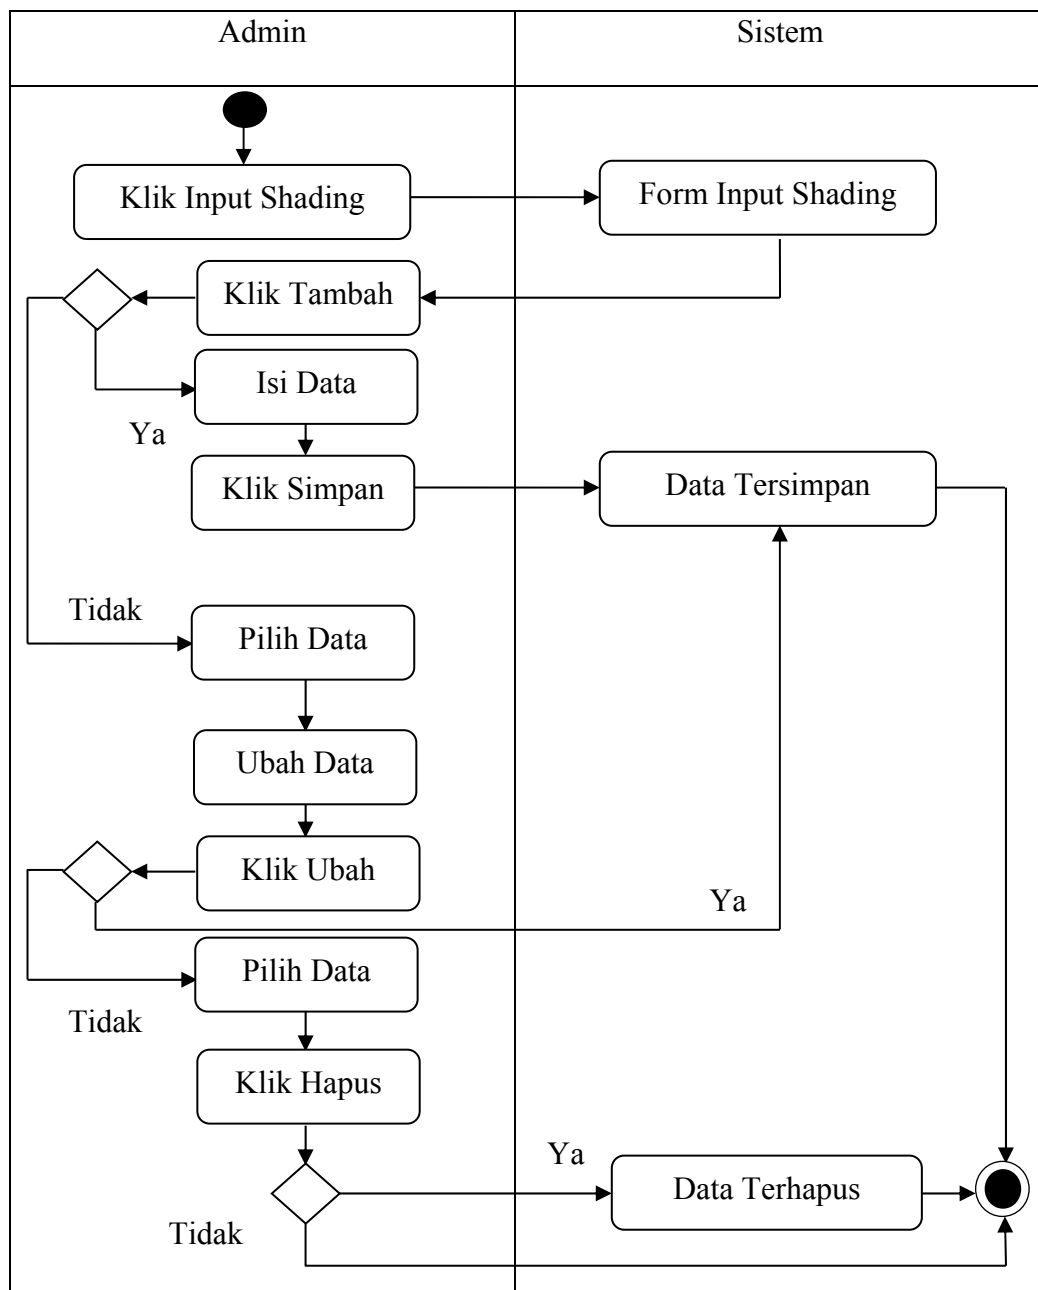 Admin
Sistem
Klik Input Shading
Form Input Shading
Klik Tambah
Isi Data
Ya
Klik Simpan
Data Tersimpan
Tidak
Pilih Data
Ubah Data
Klik Ubah
Ya
Pilih Data
Tidak
Klik Hapus
Ya
Data Terhapus
Tidak